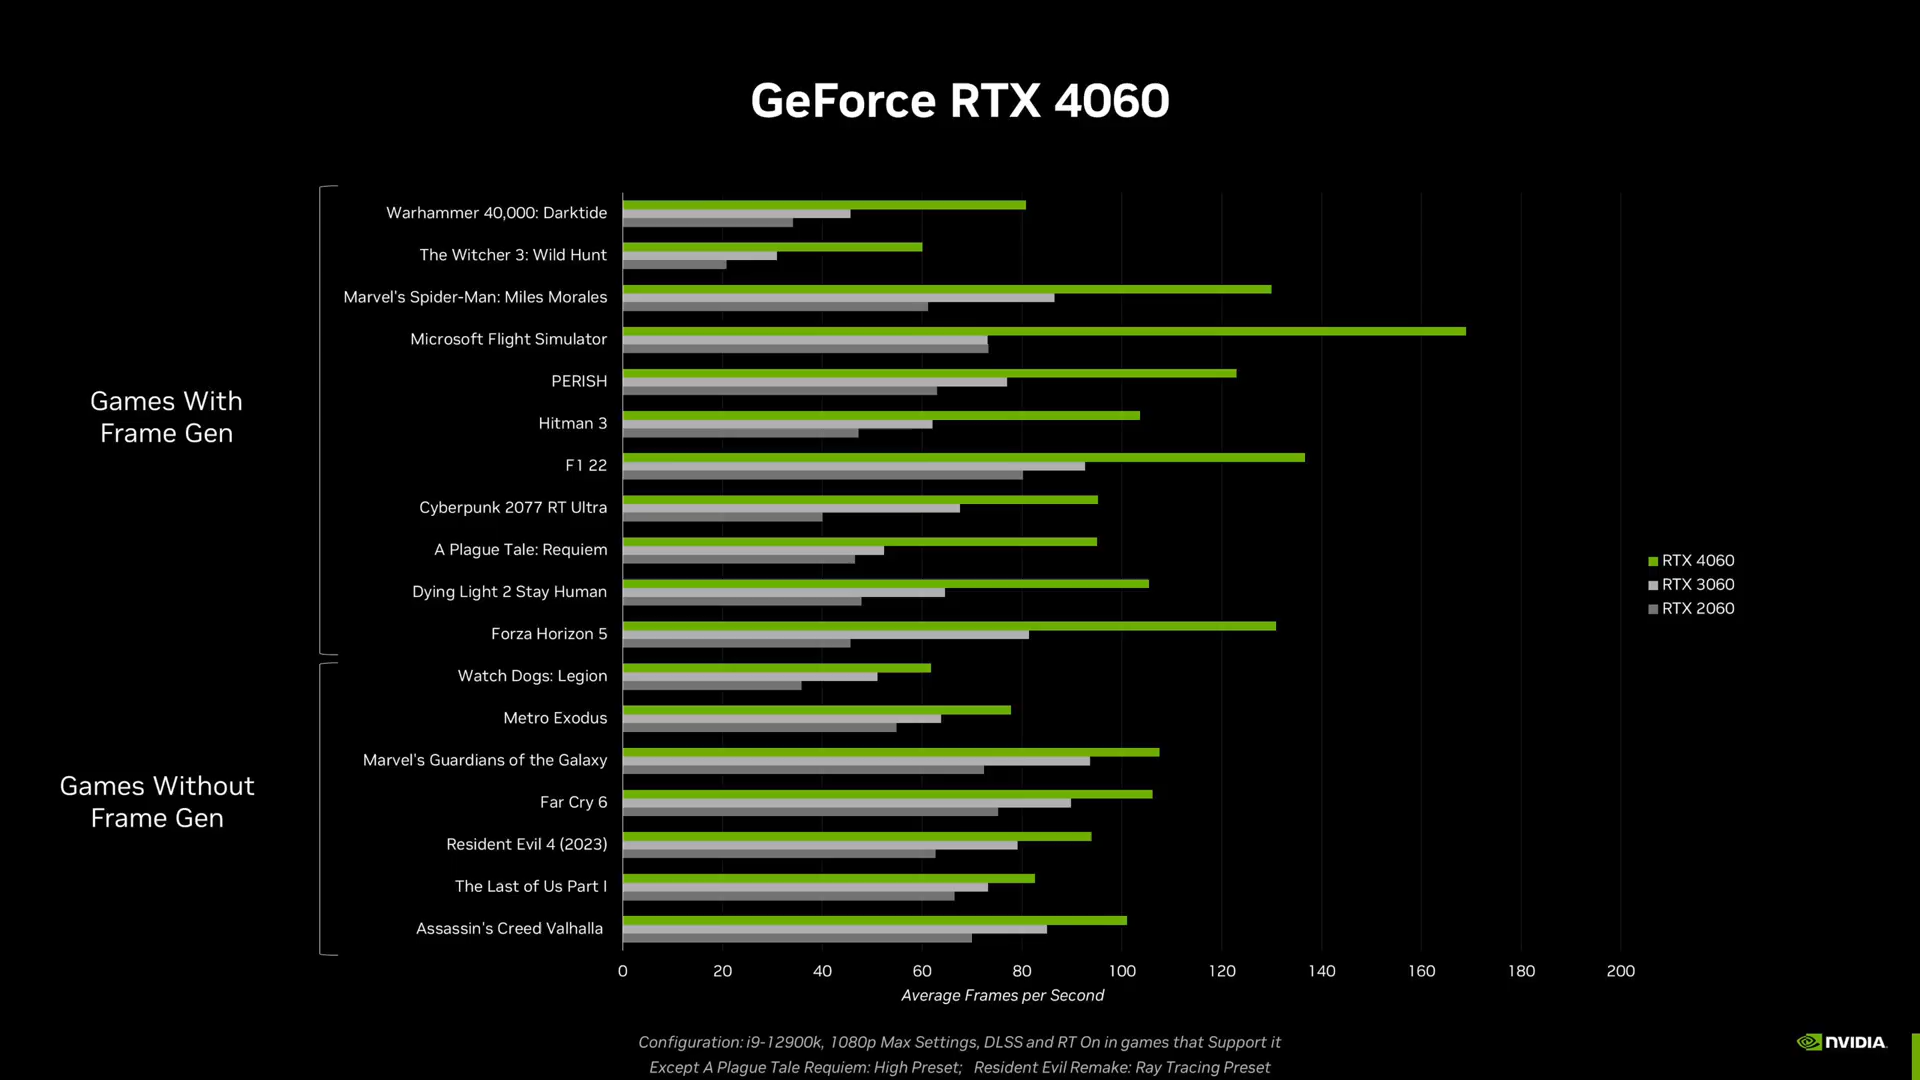 GeForce RTX 4060
Games With
Frame Gen
Warhammer 40,000: Darktide
The Witcher 3: Wild Hunt
Marvel's Spider-Man: Miles Morales
Microsoft Flight Simulator
PERISH
Hitman 3
F1 22
Cyberpunk 2077 RT Ultra
A Plague Tale: Requiem
Dying Light 2 Stay Human
Forza Horizon 5
Games Without
Frame Gen
Watch Dogs: Legion
Metro Exodus
Marvel's Guardians of the Galaxy
Far Cry 6
Resident Evil 4 (2023)
The Last of Us Part I
Assassin's Creed Valhalla
0 20 40 60 80 100 120 140 160 180 200
Average Frames per Second
RTX 4060
RTX 3060
RTX 2060
Configuration: i9-12900k, 1080p Max Settings, DLSS and RT On in games that Support it
Except A Plague Tale Requiem: High Preset; Resident Evil Remake: Ray Tracing Preset
NVIDIA.